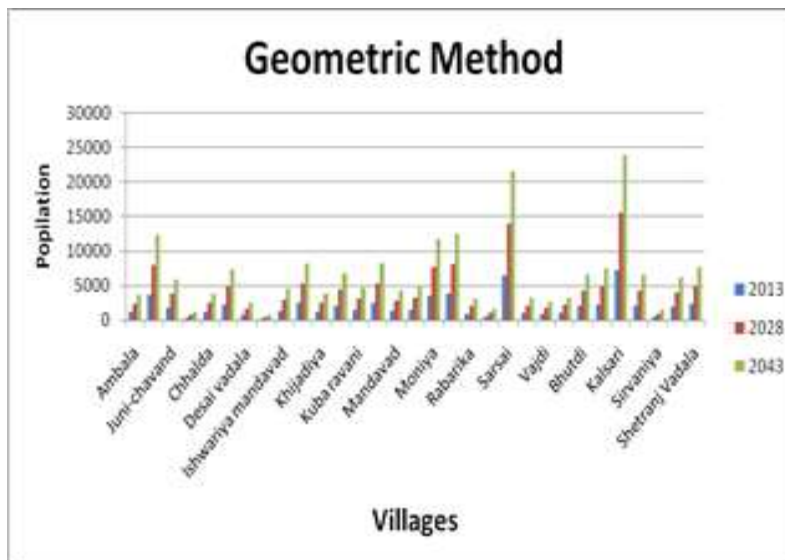 Geometric Method
30000
25000
20000
15000
10000
5000
0
Popilation
Ambala
Juni-chavand
Chhalda
Desai vadala
Ishwariya mandavad
Khijadiya
Kuba ravani
Mandavad
Moniya
Rabarika
Sarsai
Vajdi
Bhutdi
Kalsari
Sirvaniya
Shetranj Vadala
Villages
2013
2028
2043